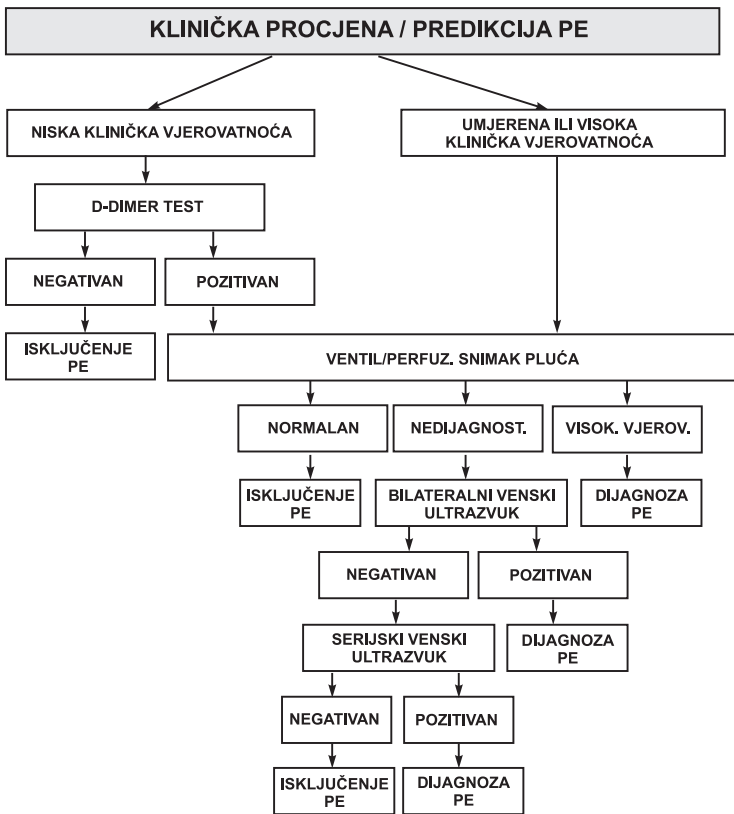 KLINIČKA PROCJENA / PREDIKCIJA PE
NISKA KLINIČKA VJEROVATNOĆA
UMJERENA ILI VISOKA
KLINIČKA VJEROVATNOĆA
D-DIMER TEST
NEGATIVAN
POZITIVAN
ISKLJUČENJE
PE
VENTIL/PERFUZ. SNIMAK PLUĆA
NORMALAN
NEDIJAGNOST.
VISOK. VJEROV.
ISKLJUČENJE
PE
BILATERALNI VENSKI
ULTRAZVUK
DIJAGNOZA
PE
NEGATIVAN
POZITIVAN
SERIJSKI VENSKI
ULTRAZVUK
DIJAGNOZA
PE
NEGATIVAN
POZITIVAN
ISKLJUČENJE
PE
DIJAGNOZA
PE